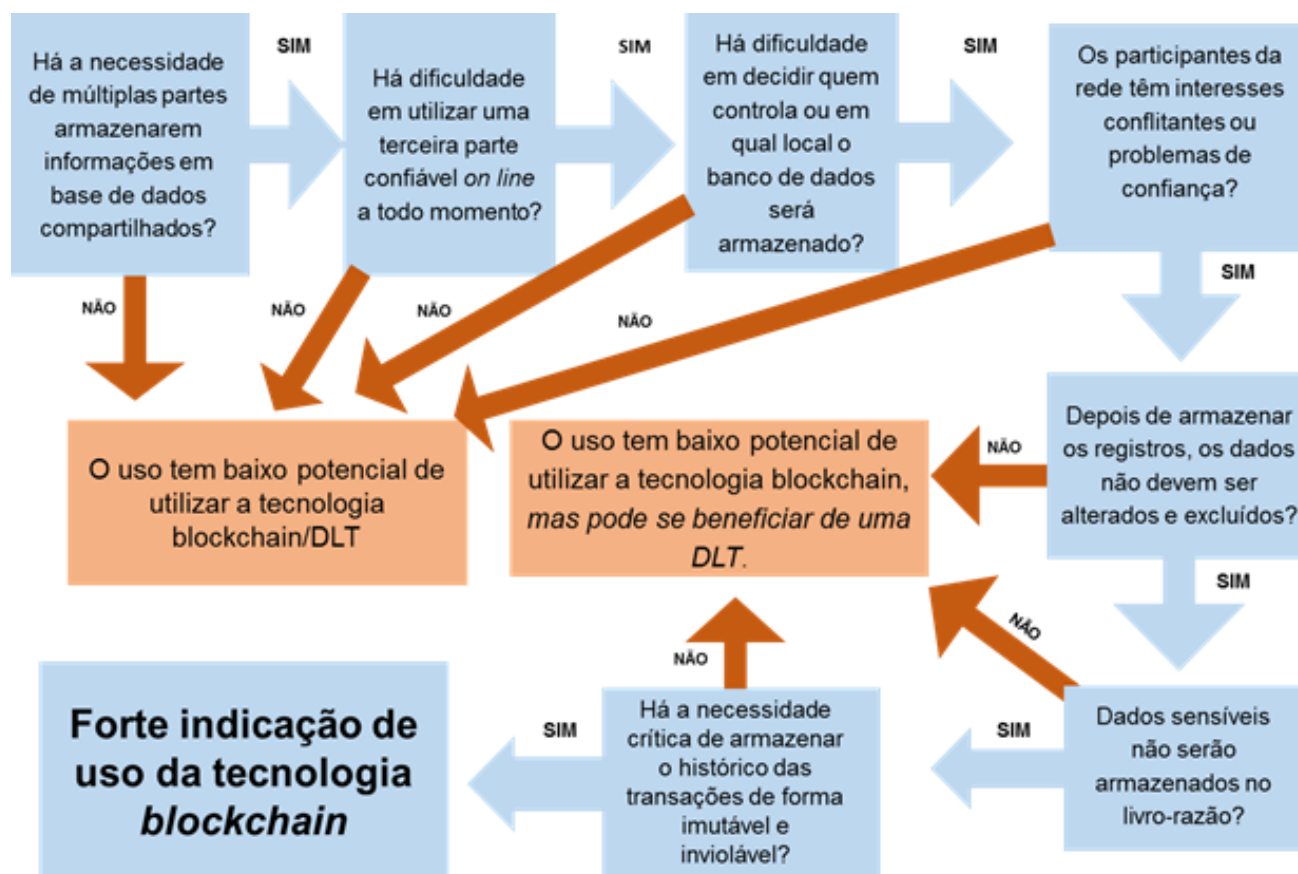 Há a necessidade
de múltiplas partes
armazenarem
informações em
base de dados
compartilhados?
SIM
Há dificuldade
em utilizar uma
terceira parte
confiável on line
a todo momento?
SIM
Há dificuldade
em decidir quem
controla ou em
qual local o
banco de dados
será
armazenado?
SIM
Os participantes da
rede têm interesses
conflitantes ou
problemas de
confiança?
SIM
NÃO
NÃO
NÃO
NÃO
O uso tem baixo potencial de
utilizar a tecnologia
blockchain/DLT
O uso tem baixo potencial de
utilizar a tecnologia blockchain,
mas pode se beneficiar de uma
DLT.
NÃO
Depois de armazenar
os registros, os dados
não devem ser
alterados e excluídos?
SIM
NÃO
NÃO
Forte indicação de
uso da tecnologia
blockchain
SIM
Há a necessidade
crítica de armazenar
o histórico das
transações de forma
imutável e
inviolável?
SIM
Dados sensíveis
não serão
armazenados no
livro-razão?